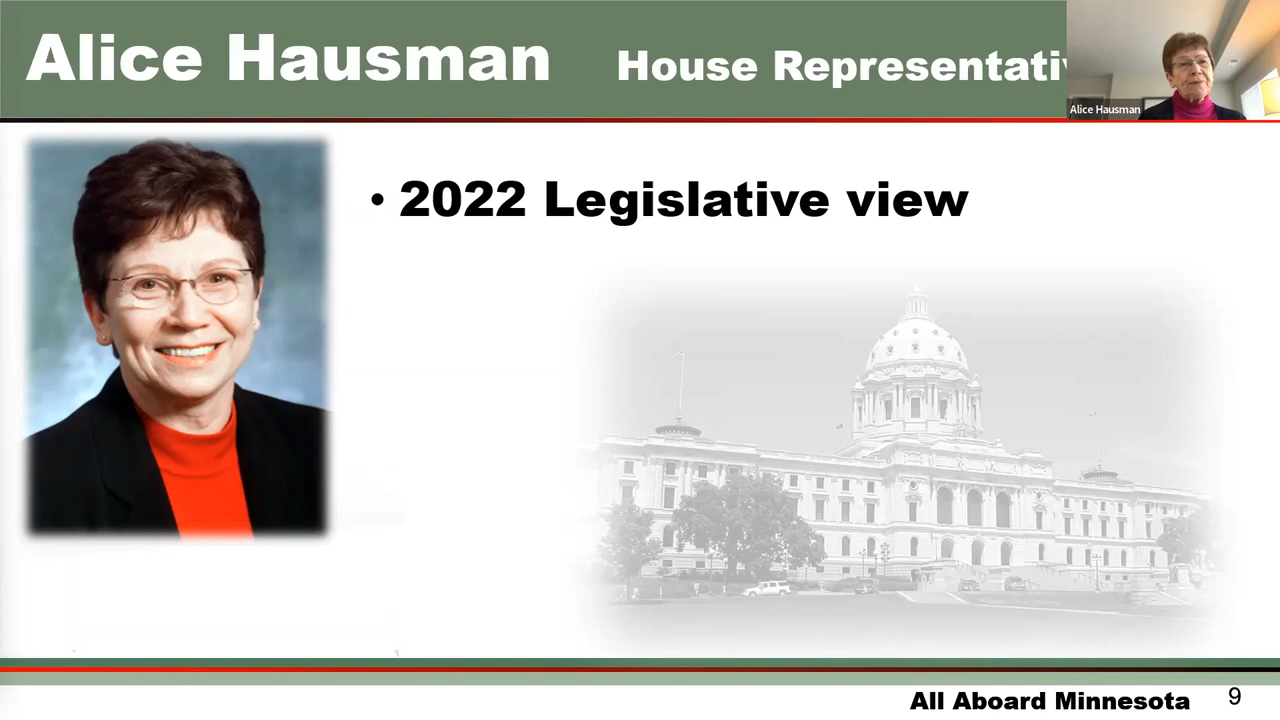 Alice Hausman House Representativ
Alice Hausman
• 2022 Legislative view
All Aboard Minnesota 9